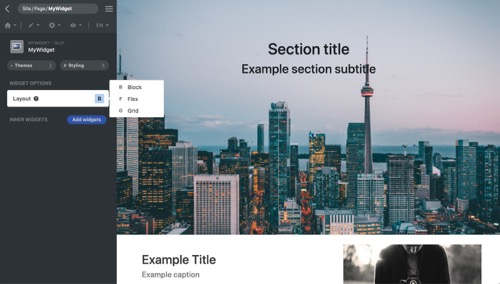 Site / Page / MyWidget
EN
MYWIDGET · SLOT
MyWidget
Themes
# Styling
WIDGET OPTIONS
Layout ? B
B Block
F Flex
G Grid
INNER WIDGETS
Add widgets
Section title
Example section subtitle
Example Title
Example caption